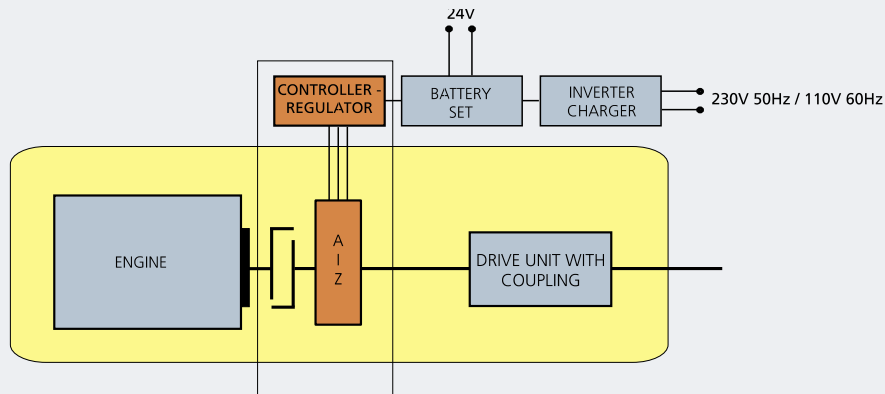 24V
CONTROLLER -
REGULATOR
BATTERY
SET
INVERTER
CHARGER
230V 50Hz / 110V 60Hz
ENGINE
A
I
Z
DRIVE UNIT WITH
COUPLING